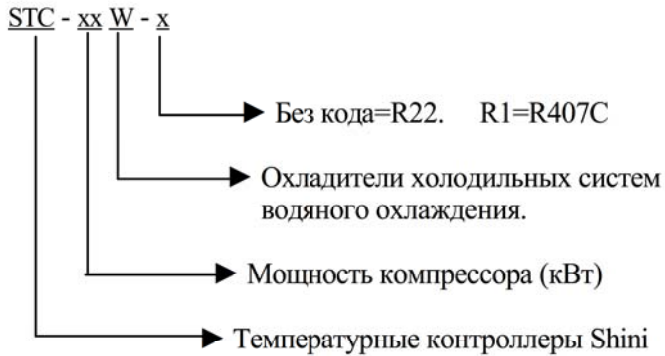 STC - xx W - x
Без кода=R22. R1=R407C
Охладители холодильных систем
водяного охлаждения.
Мощность компрессора (кВт)
Температурные контроллеры Shini